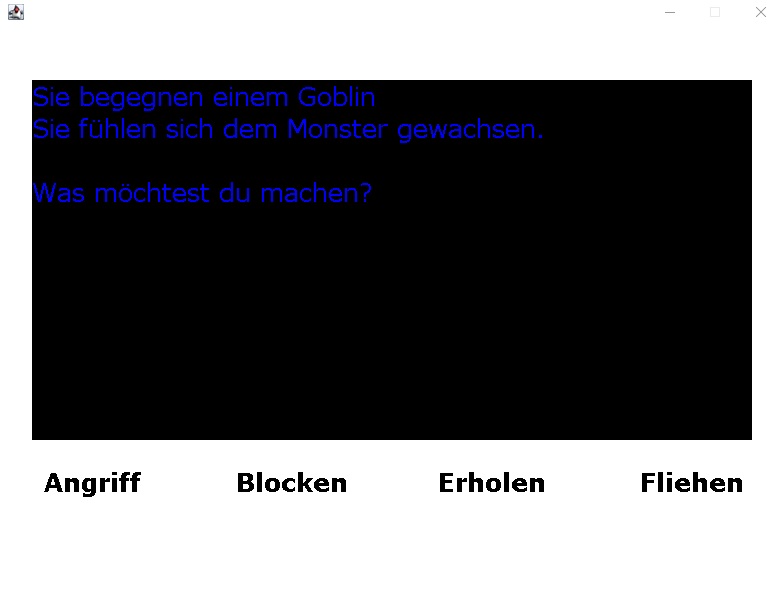 Sie begegnen einem Goblin
Sie fühlen sich dem Monster gewachsen.
Was möchtest du machen?
Angriff Blocken Erholen Fliehen